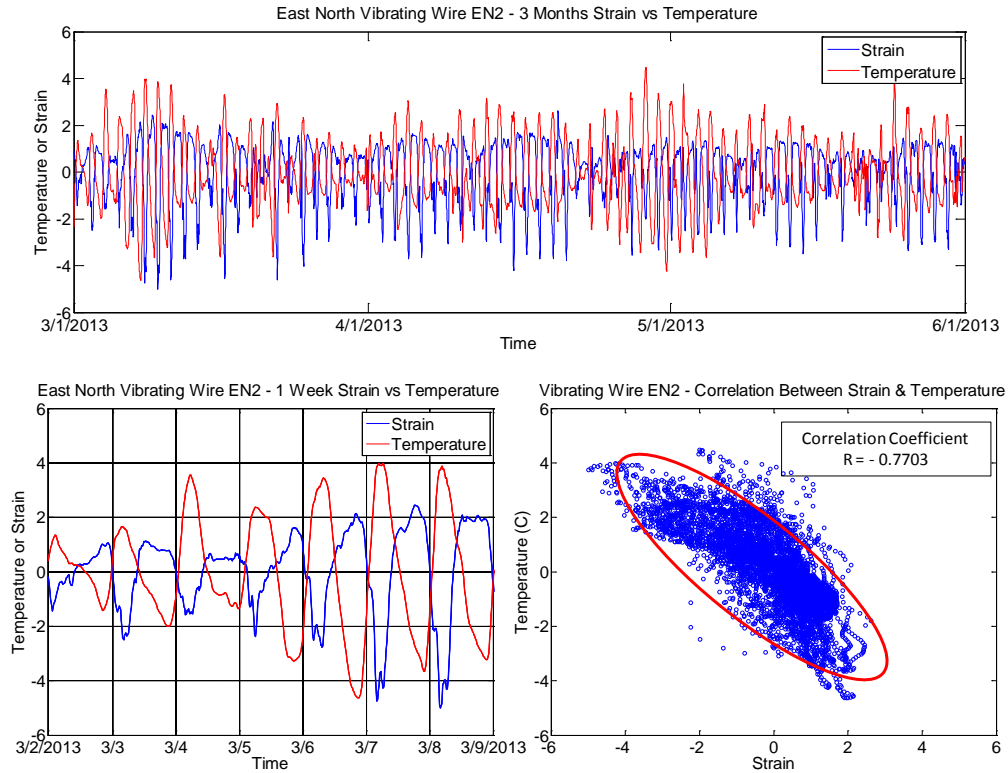 East North Vibrating Wire EN2 - 3 Months Strain vs Temperature
6
4
2
0
-2
-4
-6
Temperature or Strain
Strain
Temperature
3/1/2013
4/1/2013
5/1/2013
6/1/2013
Time
East North Vibrating Wire EN2 - 1 Week Strain vs Temperature
6
4
2
0
-2
-4
-6
Temperature or Strain
Strain
Temperature
3/2/2013
3/3
3/4
3/5
3/6
3/7
3/8
3/9/2013
Time
Vibrating Wire EN2 - Correlation Between Strain & Temperature
6
4
2
0
-2
-4
-6
Temperature (C)
Correlation Coefficient
R = - 0.7703
-6
-4
-2
0
2
4
6
Strain